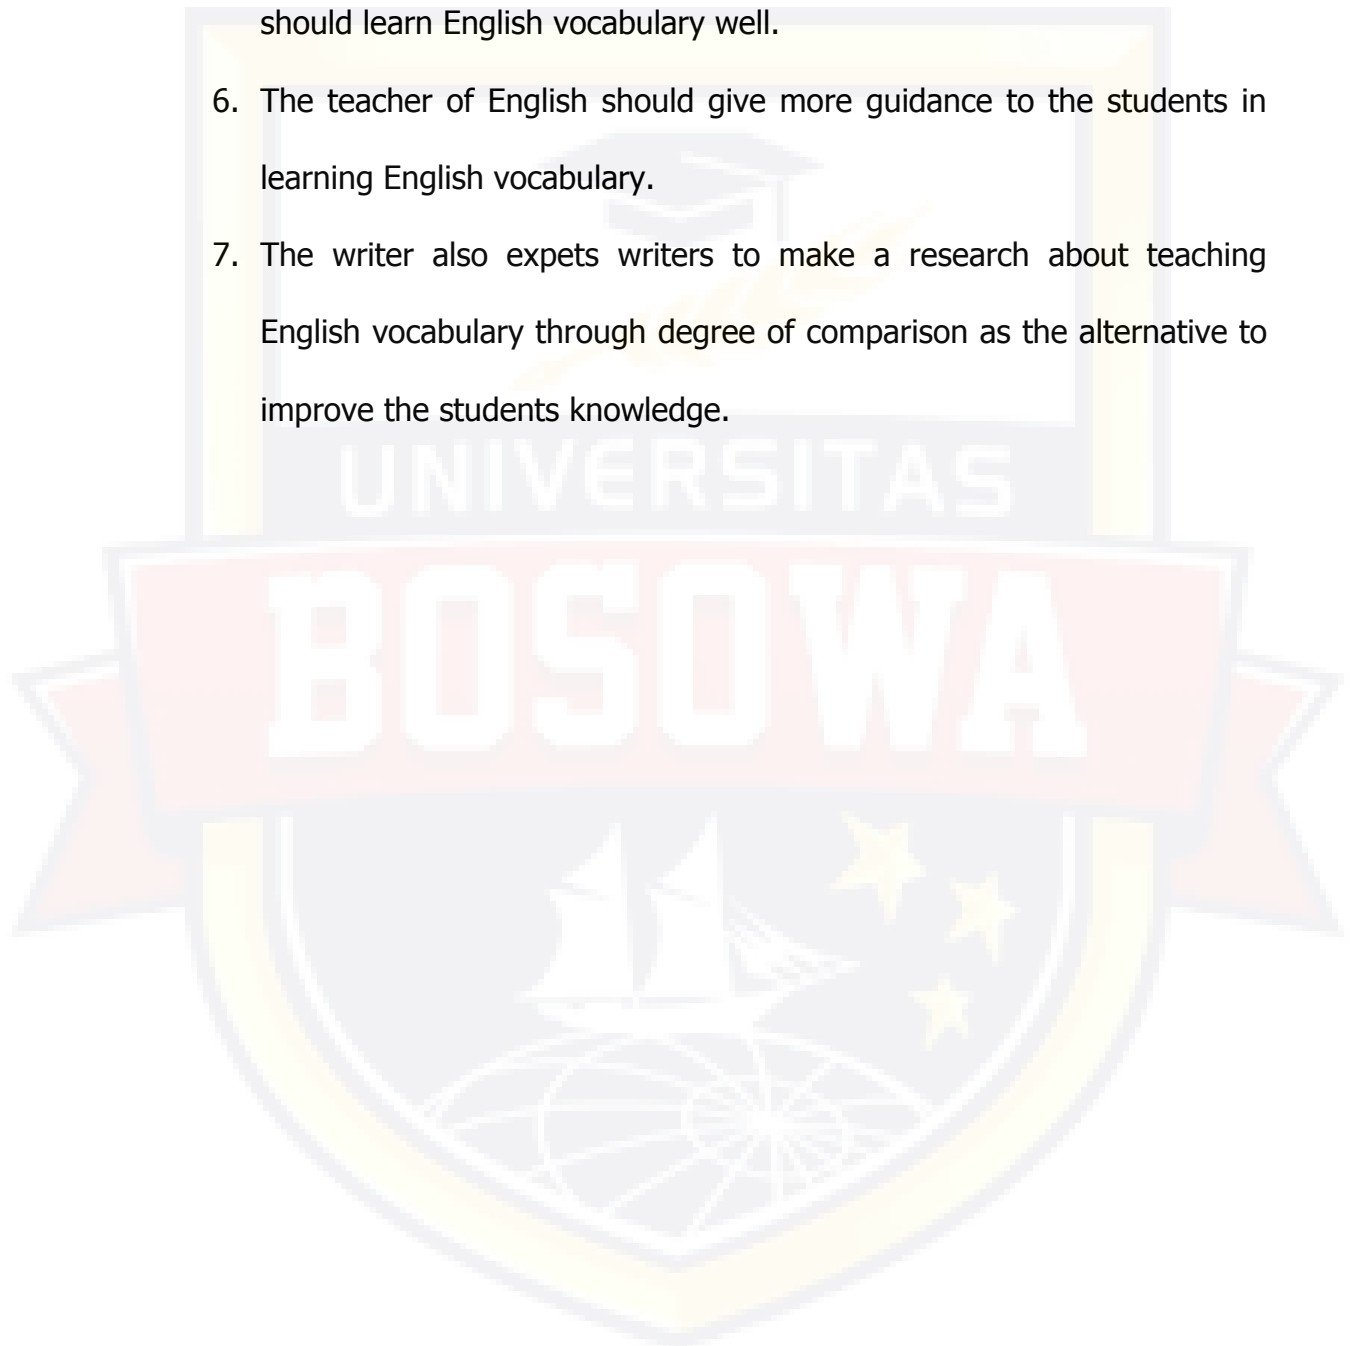 should learn English vocabulary well.
6. The teacher of English should give more guidance to the students in
learning English vocabulary.
7. The writer also expets writers to make a research about teaching
English vocabulary through degree of comparison as the alternative to
improve the students knowledge.
UNIVERSITAS
BOSOWA